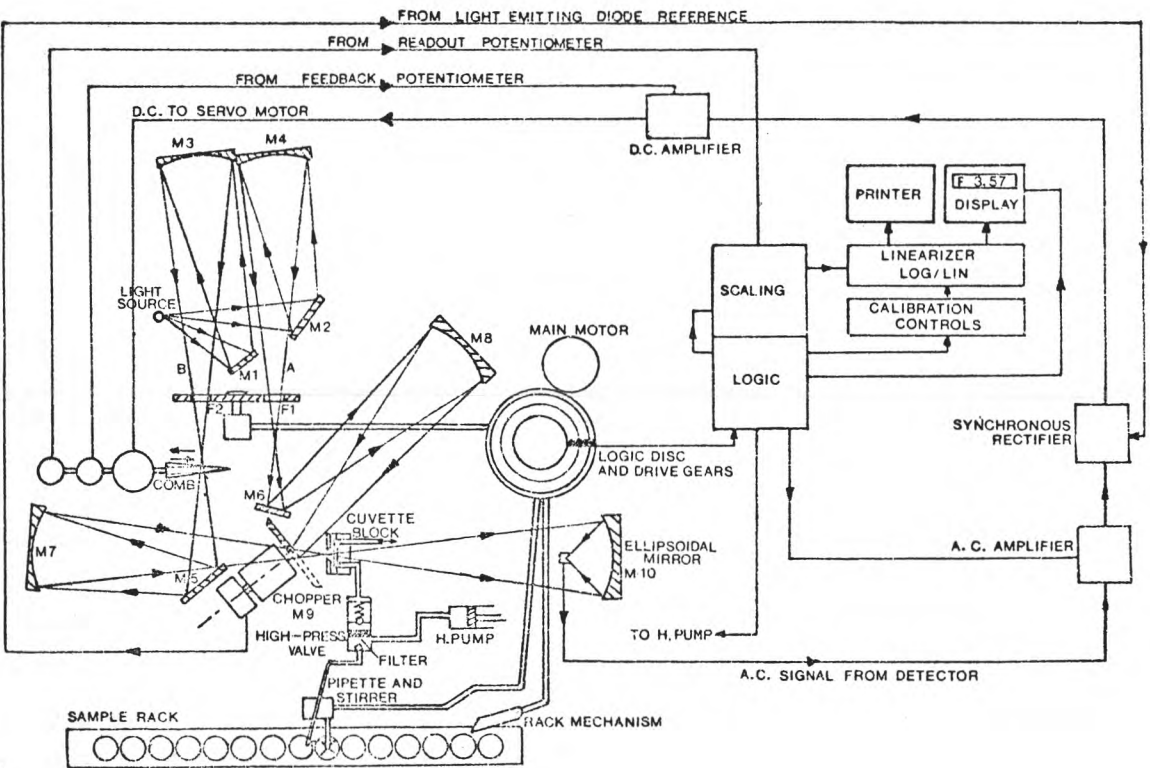 FROM LIGHT EMITTING DIODE REFERENCE
FROM READOUT POTENTIOMETER
FROM FEEDBACK POTENTIOMETER
D.C. TO SERVO MOTOR
D.C. AMPLIFIER
M3
M4
PRINTER
F 3.57
DISPLAY
LINEARIZER
LOG/LIN
SCALING
CALIBRATION
CONTROLS
LIGHT
SOURCE
M2
M1
B
A
M8
MAIN MOTOR
LOGIC
F2
F1
SYNCHRONOUS
RECTIFIER
LOGIC DISC
AND DRIVE GEARS
COMB
M6
CUVETTE
BLOCK
M7
M5
ELLIPSOIDAL
MIRROR
M-10
A.C. AMPLIFIER
CHOPPER
M9
HIGH-PRESS
VALVE
H.PUMP
FILTER
TO H. PUMP
A.C. SIGNAL FROM DETECTOR
PIPETTE AND
STIRRER
SAMPLE RACK
RACK MECHANISM